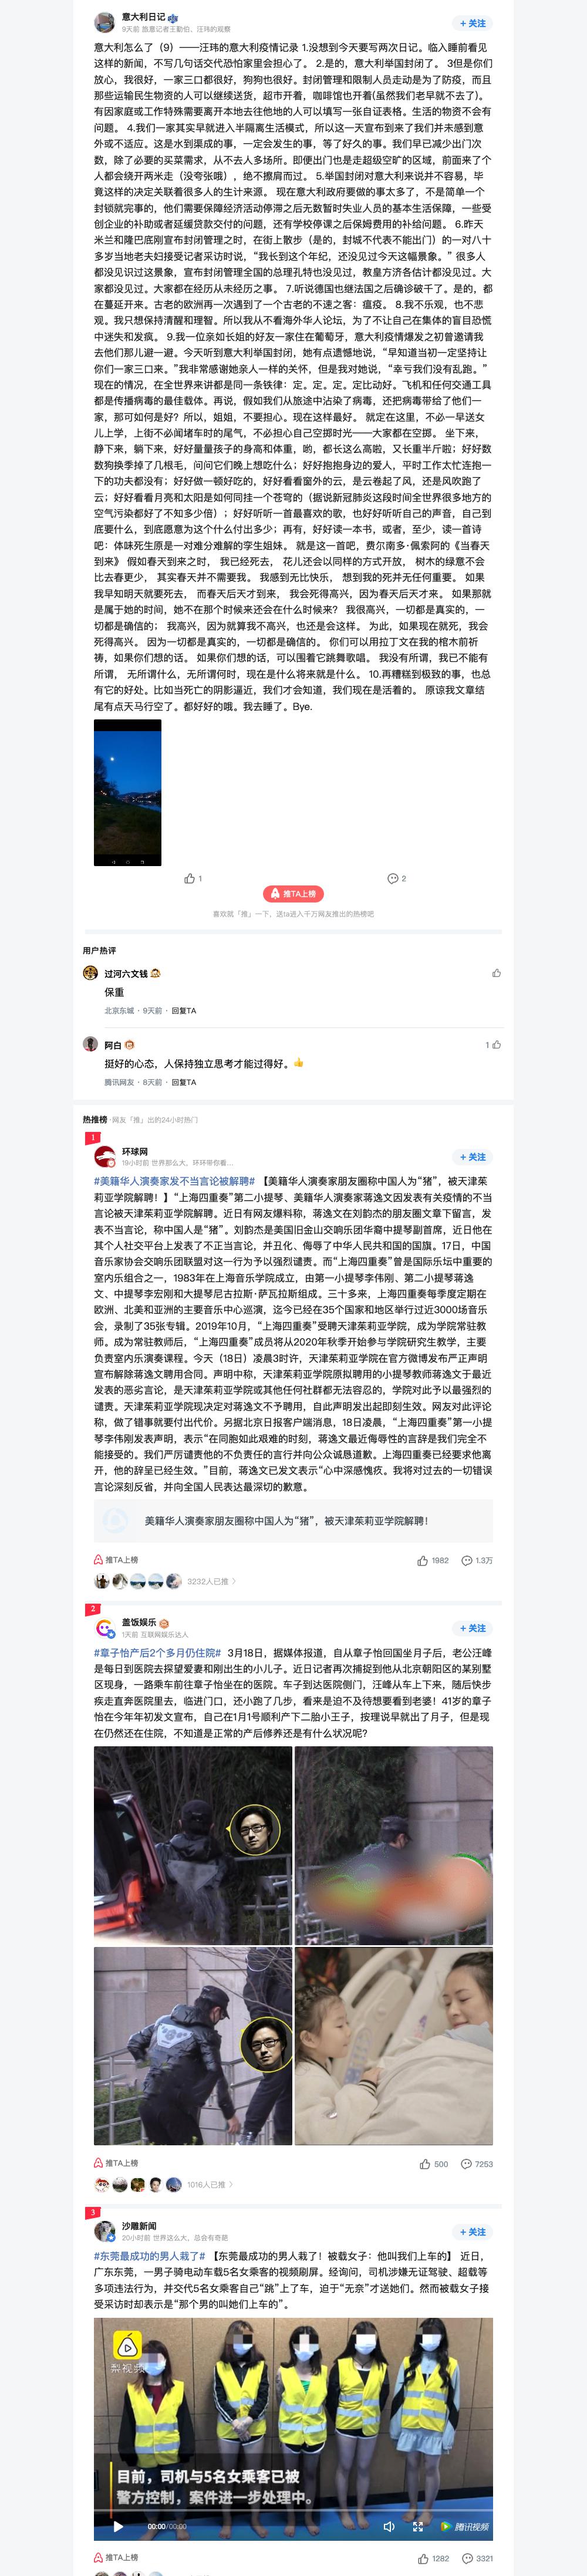 意大利日记
+ 关注
9天前 旅意记者王勤伯、汪玮的观察
意大利怎么了（9）——汪玮的意大利疫情记录 1.没想到今天要写两次日记。临入睡前看见
这样的新闻，不写几句话交代恐怕家里会担心了。 2.是的，意大利举国封闭了。 3但是你们
放心，我很好，一家三口都很好，狗狗也很好。封闭管理和限制人员走动是为了防疫，而且
那些运输民生物资的人可以继续送货，超市开着，咖啡馆也开着(虽然我们老早就不去了)。
有因家庭或工作特殊需要离开本地去往他地的人可以填写一张自证表格。生活的物资不会有
问题。 4.我们一家其实早就进入半隔离生活模式，所以这一天宣布到来了我们并未感到意
外或不适应。这是水到渠成的事，一定会发生的事，等了好久的事。我们早已减少出门次
数，除了必要的买菜需求，从不去人多场所。即便出门也是走超级空旷的区域，前面来了个
人都会绕开两米走（没夸张哦），绝不擦肩而过。 5.举国封闭对意大利来说并不容易，毕
竟这样的决定关联着很多人的生计来源。 现在意大利政府要做的事太多了，不是简单一个
封锁就完事的，他们需要保障经济活动停滞之后无数暂时失业人员的基本生活保障，一些受
创企业的补助或者延缓贷款交付的问题，还有学校停课之后保姆费用的补给问题。 6.昨天
米兰和隆巴底刚宣布封闭管理之时，在街上散步（是的，封城不代表不能出门）的一对八十
多岁当地老夫妇接受记者采访时说，“我长到这个年纪，还没见过今天这幅景象。” 很多人
都没见识过这景象，宣布封闭管理全国的总理孔特也没见过，教皇方济各估计都没见过。大
家都没见过。大家都在经历从未经历之事。 7.听说德国也继法国之后确诊破千了。是的，都
在蔓延开来。古老的欧洲再一次遇到了一个古老的不速之客：瘟疫。 8.我不乐观，也不悲
观。我只想保持清醒和理智。所以我从不看海外华人论坛，为了不让自己在集体的盲目恐慌
中迷失和发疯。 9.我一位亲如长姐的好友一家住在葡萄牙，意大利疫情爆发之初曾邀请我
去他们那儿避一避。今天听到意大利举国封闭，她有点遗憾地说，“早知道当初一定坚持让
你们一家三口来。”我非常感谢她亲人一样的关怀，但是我对她说，“幸亏我们没有乱跑。”
现在的情况，在全世界来讲都是同一条铁律：定。定。定。定比动好。飞机和任何交通工具
都是传播病毒的最佳载体。再说，假如我们从旅途中沾染了病毒，还把病毒带给了他们一
家，那可如何是好？所以，姐姐，不要担心。现在这样最好。 就定在这里，不必一早送女
儿上学，上街不必闻堵车时的尾气，不必担心自己空掷时光——大家都在空掷。 坐下来，
静下来，躺下来，好好量量孩子的身高和体重，哟，都长这么高啦，又长重半斤啦；好好数
数狗换季掉了几根毛，问问它们晚上想吃什么；好好抱抱身边的爱人，平时工作太忙连抱一
下的功夫都没有；好好做一顿好吃的，好好看看窗外的云，是云卷起了风，还是风吹跑了
云；好好看看月亮和太阳是如何同挂一个苍穹的（据说新冠肺炎这段时间全世界很多地方的
空气污染都好了不知多少倍）；好好听听一首最喜欢的歌，也好好听听自己的声音，自己到
底要什么，到底愿意为这个什么付出多少；再有，好好读一本书，或者，至少，读一首诗
吧：体味死生原是一对难分难解的孪生姐妹。 就是这一首吧，费尔南多·佩索阿的《当春天
到来》 假如春天到来之时， 我已经死去， 花儿还会以同样的方式开放， 树木的绿意不会
比去春更少， 其实春天并不需要我。 我感到无比快乐， 想到我的死并无任何重要。 如果
我早知明天就要死去， 而春天后天才到来， 我会死得高兴，因为春天后天才来。 如果那就
是属于她的时间，她不在那个时候来还会在什么时候来？ 我很高兴，一切都是真实的，一
切都是确信的； 我高兴，因为就算我不高兴，也还是会这样。 为此，如果现在就死，我会
死得高兴。 因为一切都是真实的，一切都是确信的。 你们可以用拉丁文在我的棺木前祈
祷，如果你们想的话。 如果你们想的话，可以围着它跳舞歌唱。 我没有所谓，我已不能有
所谓， 无所谓什么，无所谓何时，现在是什么将来就是什么。 10.再糟糕到极致的事，也总
有它的好处。比如当死亡的阴影逼近，我们才会知道，我们现在是活着的。 原谅我文章结
尾有点天马行空了。都好好的哦。我去睡了。Bye.
1
2
推TA上榜
喜欢就「推」一下，送ta进入千万网友推出的热榜吧
用户热评
过河六文钱
保重
北京东城 · 9天前 · 回复TA
阿白
1
挺好的心态，人保持独立思考才能过得好。👍
腾讯网友 · 8天前 · 回复TA
热推榜 · 网友「推」出的24小时热门
1
环球网
+ 关注
19小时前 世界那么大，环环带你看...
#美籍华人演奏家发不当言论被解聘# 【美籍华人演奏家朋友圈称中国人为“猪”，被天津茱
莉亚学院解聘！】“上海四重奏”第二小提琴、美籍华人演奏家蒋逸文因发表有关疫情的不当
言论被天津茱莉亚学院解聘。近日有网友爆料称，蒋逸文在刘韵杰的朋友圈文章下留言，发
表不当言论，称中国人是“猪”。刘韵杰是美国旧金山交响乐团华裔中提琴副首席，近日他在
其个人社交平台上发表了不正当言论，并丑化、侮辱了中华人民共和国的国旗。17日，中国
音乐家协会交响乐团联盟对这一行为予以强烈谴责。而“上海四重奏”曾是国际乐坛中重要的
室内乐组合之一，1983年在上海音乐学院成立，由第一小提琴李伟刚、第二小提琴蒋逸
文、中提琴李宏刚和大提琴尼古拉斯·萨瓦拉斯组成。三十多来，上海四重奏每季度定期在
欧洲、北美和亚洲的主要音乐中心巡演，迄今已经在35个国家和地区举行过近3000场音乐
会，录制了35张专辑。2019年10月，“上海四重奏”受聘天津茱莉亚学院，成为学院常驻教
师。成为常驻教师后，“上海四重奏”成员将从2020年秋季开始参与学院研究生教学，主要
负责室内乐演奏课程。今天（18日）凌晨3时许，天津茱莉亚学院在官方微博发布严正声明
宣布解除蒋逸文聘用合同。声明中称，天津茱莉亚学院原拟聘用的小提琴教师蒋逸文于最近
发表的恶劣言论，是天津茱莉亚学院或其他任何社群都无法容忍的，学院对此予以最强烈的
谴责。天津茱莉亚学院现决定对蒋逸文不予聘用，自此声明发出起即刻生效。网友对此评论
称，做了错事就要付出代价。另据北京日报客户端消息，18日凌晨，“上海四重奏”第一小提
琴李伟刚发表声明，表示“在同胞如此艰难的时刻，蒋逸文最近侮辱性的言辞是我们完全不
能接受的。我们严厉谴责他的不负责任的言行并向公众诚恳道歉。上海四重奏已经要求他离
开，他的辞呈已经生效。”目前，蒋逸文已发文表示“心中深感愧疚。我将对过去的一切错误
言论深刻反省，并向全国人民表达最深切的歉意。
美籍华人演奏家朋友圈称中国人为“猪”，被天津茱莉亚学院解聘！
推TA上榜
1982
1.3万
3232人已推
2
盖饭娱乐
+ 关注
1天前 互联网娱乐达人
#章子怡产后2个多月仍住院# 3月18日，据媒体报道，自从章子怡回国坐月子后，老公汪峰
是每日到医院去探望爱妻和刚出生的小儿子。近日记者再次捕捉到他从北京朝阳区的某别墅
区现身，一路乘车前往章子怡坐在的医院。车子到达医院侧门，汪峰从车上下来，随后快步
疾走直奔医院里去，临进门口，还小跑了几步，看来是迫不及待想要看到老婆！41岁的章子
怡在今年年初发文宣布，自己在1月1号顺利产下二胎小王子，按理说早就出了月子，但是现
在仍然还在住院，不知道是正常的产后修养还是有什么状况呢？
推TA上榜
500
7253
1016人已推
3
沙雕新闻
+ 关注
20小时前 世界这么大，总会有奇葩
#东莞最成功的男人栽了# 【东莞最成功的男人栽了！被载女子：他叫我们上车的】 近日，
广东东莞，一男子骑电动车载5名女乘客的视频刷屏。经询问，司机涉嫌无证驾驶、超载等
多项违法行为，并交代5名女乘客自己“跳”上了车，迫于“无奈”才送她们。然而被载女子接
受采访时却表示是“那个男的叫她们上车的”。
梨视频
目前，司机与5名女乘客已被
警方控制，案件进一步处理中。
00:00/00:00
腾讯视频
推TA上榜
1282
3321